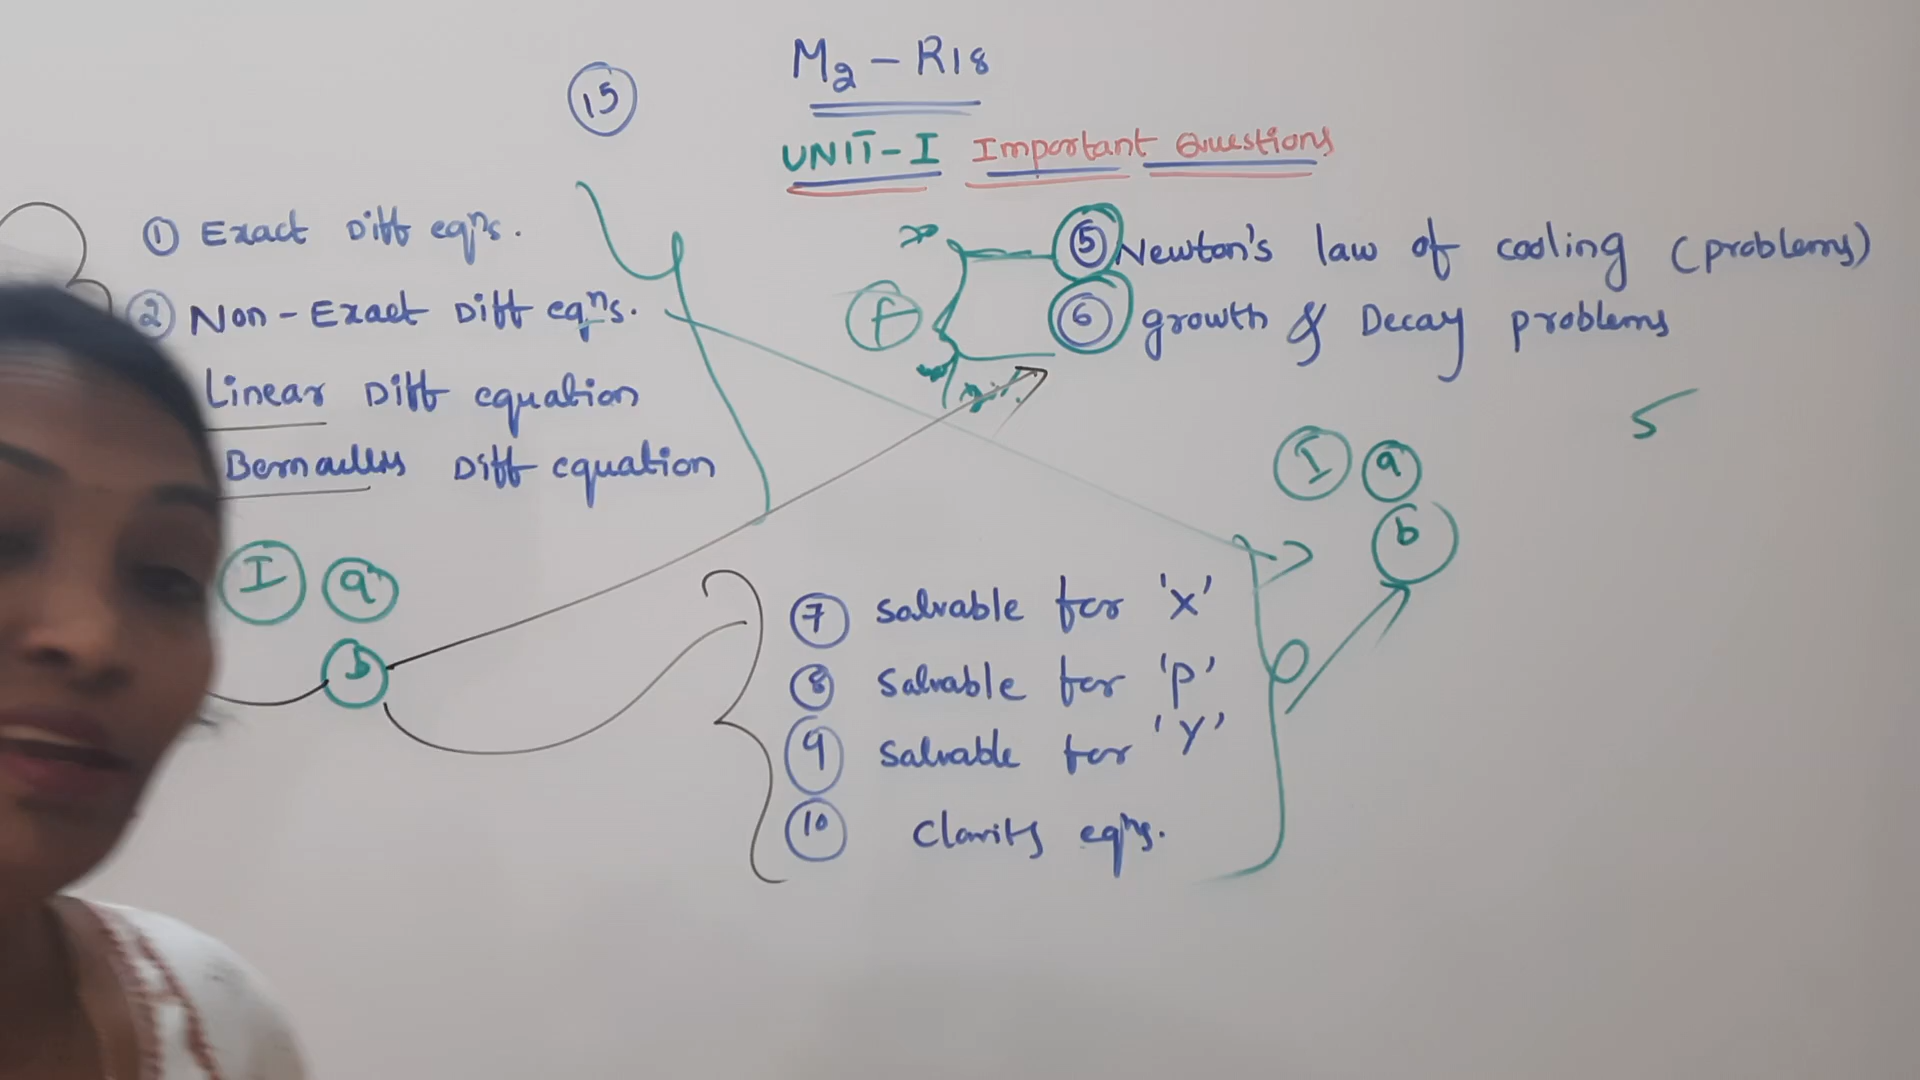 M2 - R18
15
UNIT-I Important Questions
1 Exact Diff eqns.
2 Non-Exact Diff eqns.
Linear Diff equation
Bernoullis Diff equation
I a
b
f
5 Newton's law of cooling (problems)
6 growth & Decay problems
5
I a
b
7 Solvable for 'x'
8 Solvable for 'p'
9 Solvable for 'y'
10 Clarits eqns.